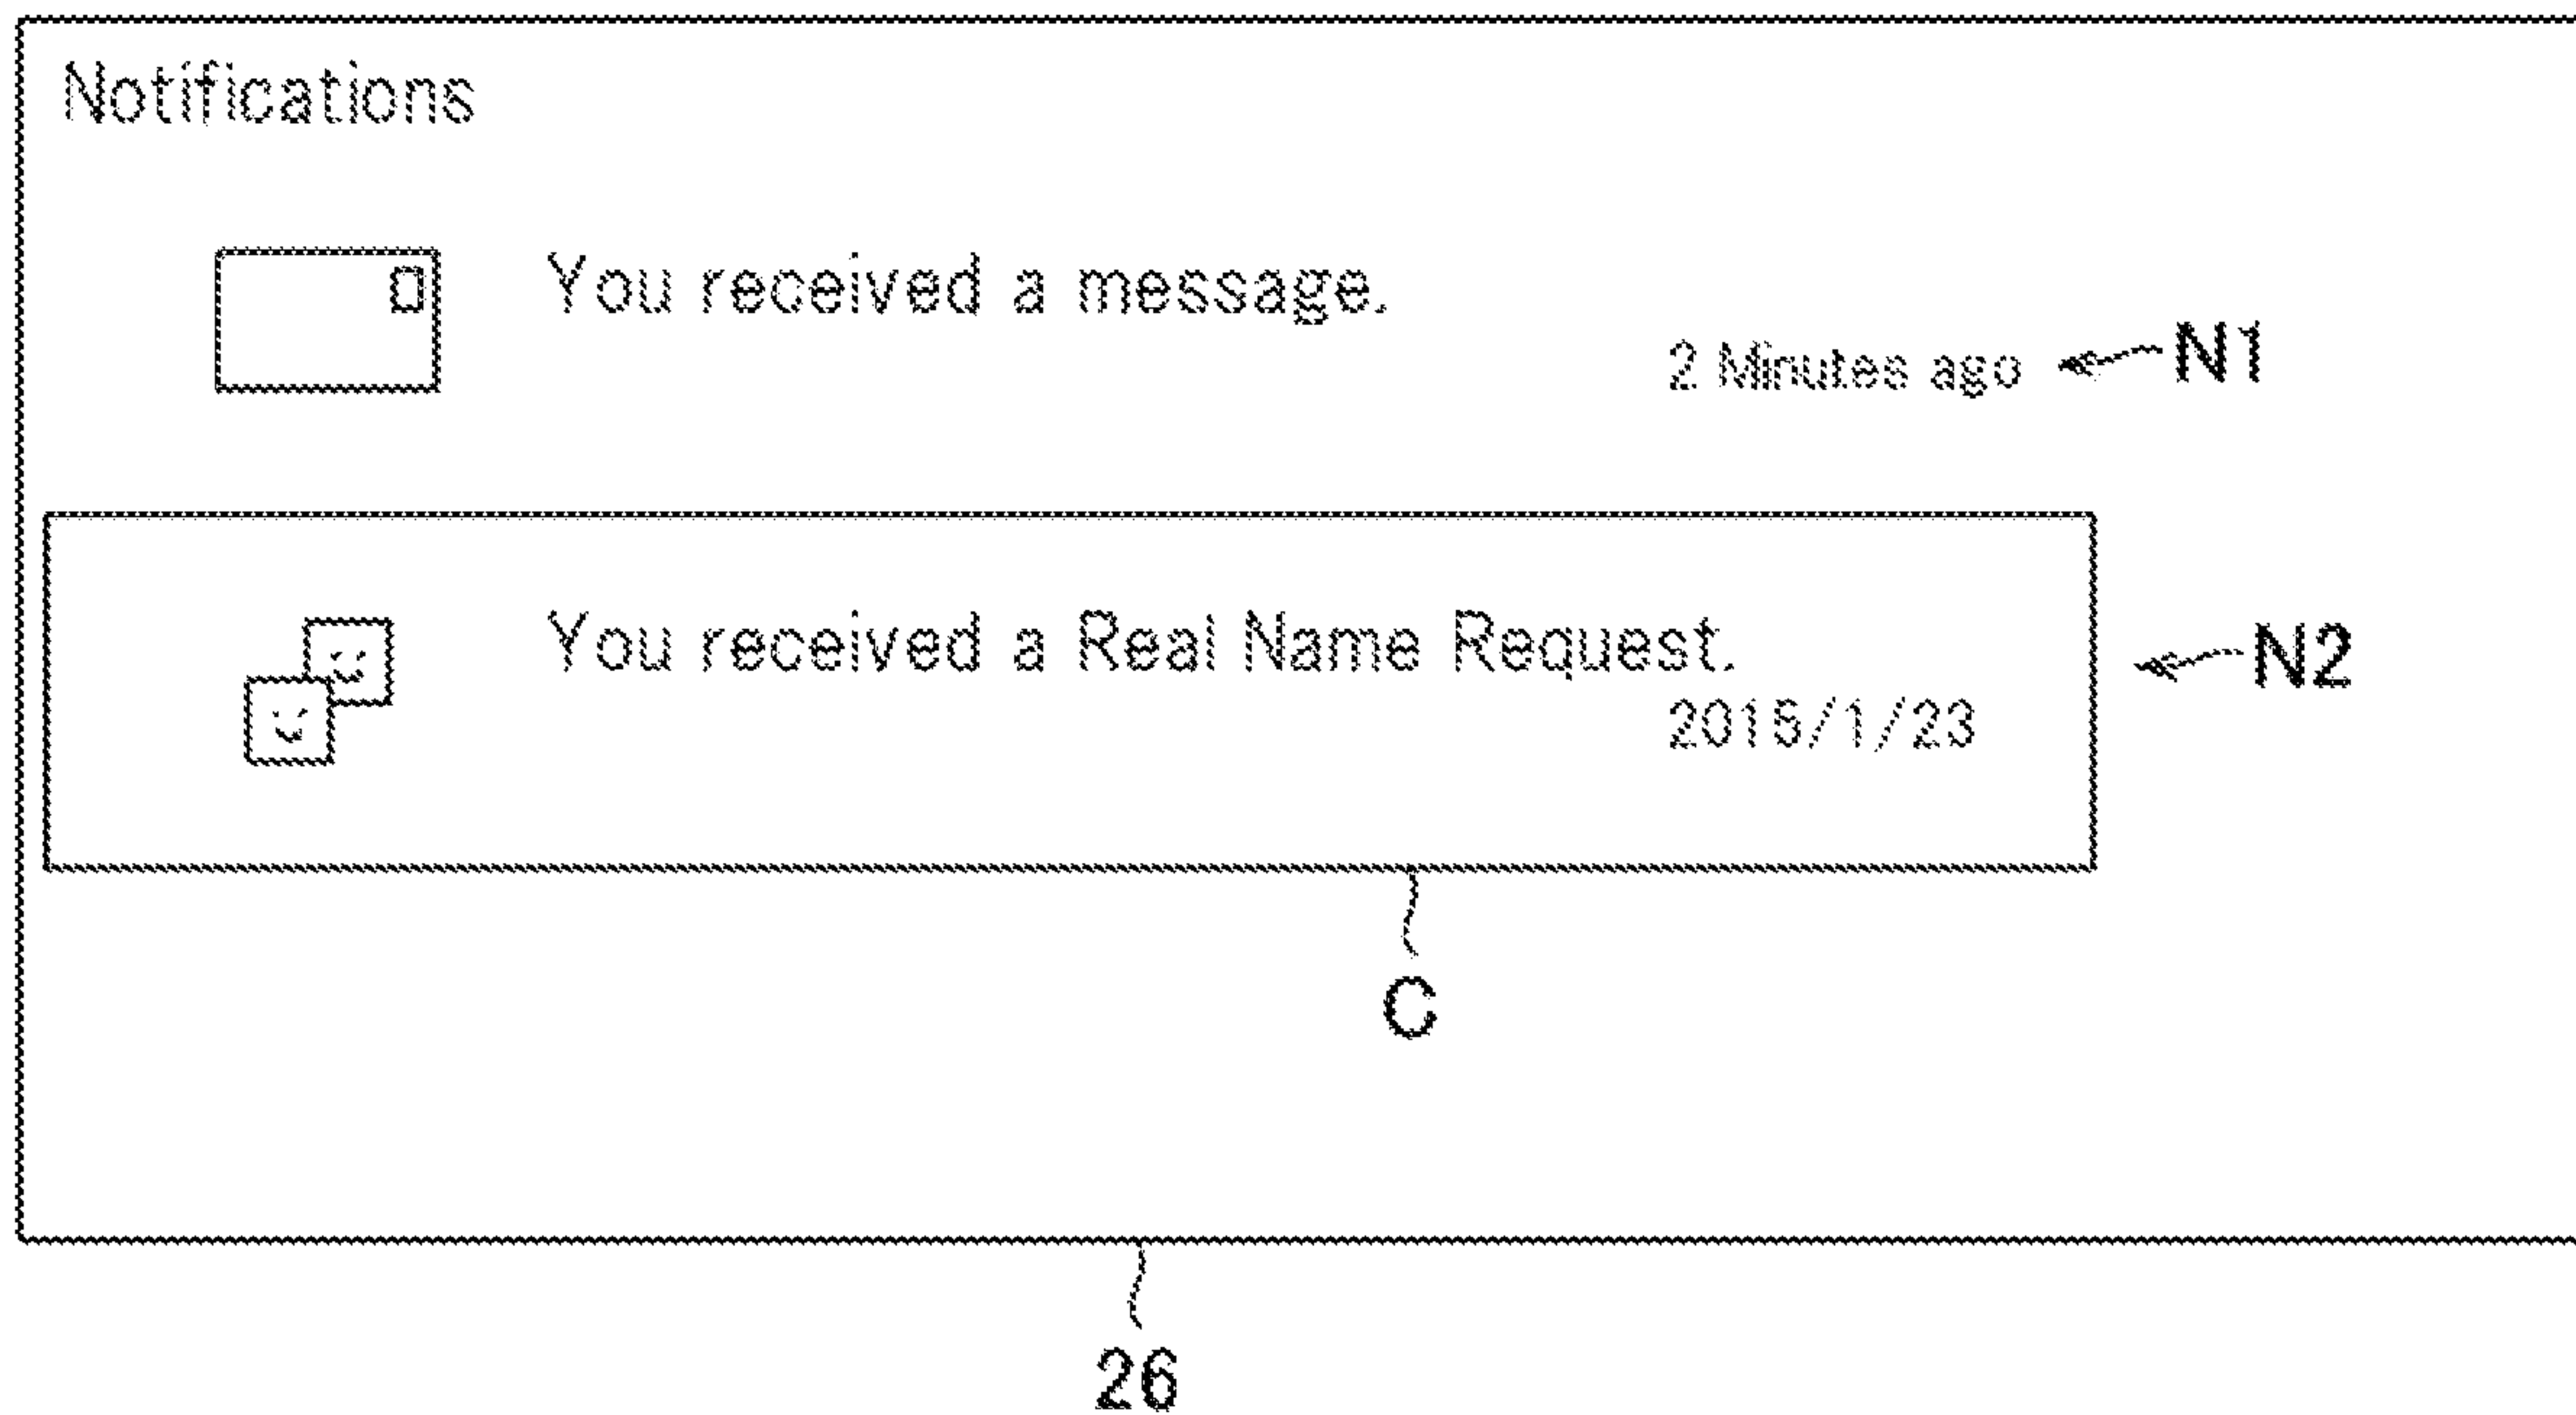 Notifications
You received a message.
2 Minutes ago
N1
You received a Real Name Request.
2015/1/23
N2
C
26